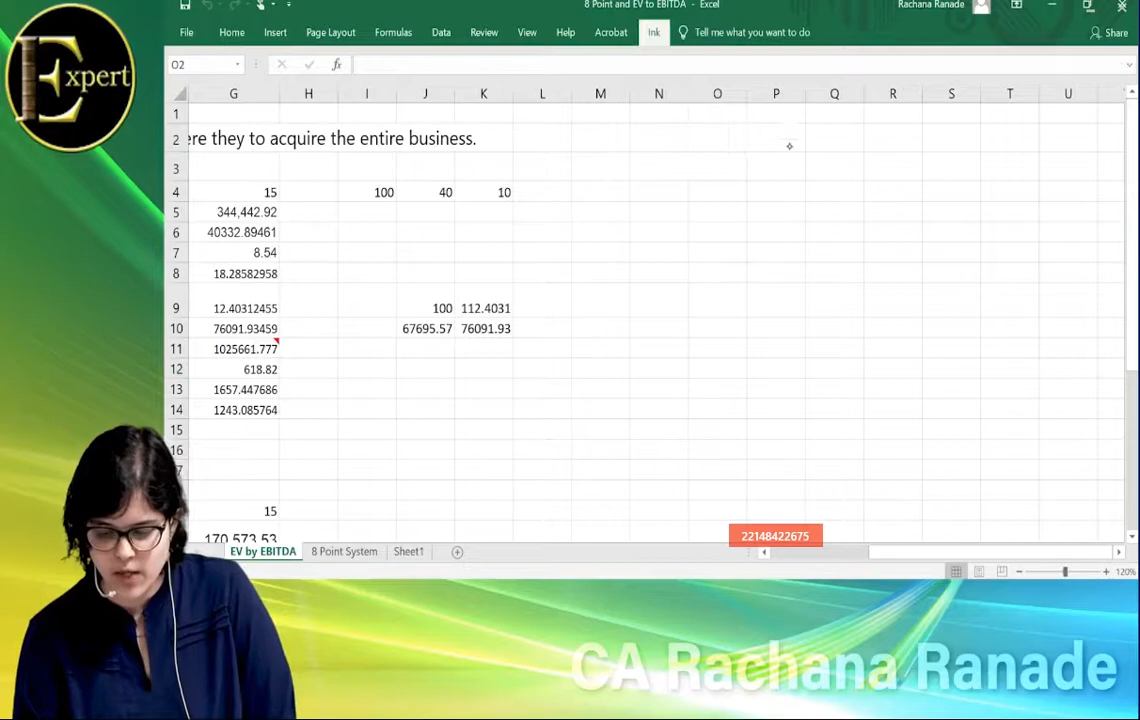 Expert
8 Point and EV to EBITDA - Excel
Rachana Ranade
File Home Insert Page Layout Formulas Data Review View Help Acrobat Ink Tell me what you want to do Share
O2 fx
G H I J K L M N O P Q R S T U
1
2 ere they to acquire the entire business.
3
4 15 100 40 10
5 344,442.92
6 40332.89461
7 8.54
8 18.28582958
9 12.40312455 100 112.4031
10 76091.93459 67695.57 76091.93
11 1025661.777
12 618.82
13 1657.447686
14 1243.085764
15
16
7
15
170,573.53
22148422675
EV by EBITDA 8 Point System Sheet1
120%
CA Rachana Ranade